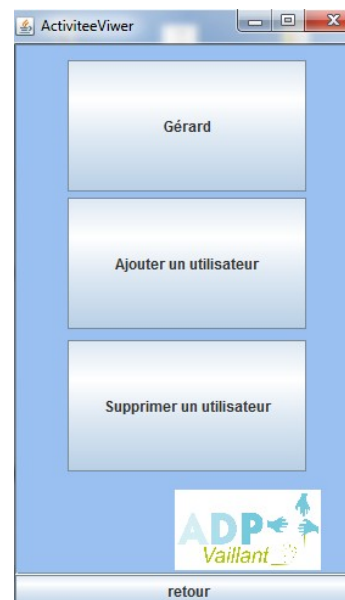 ActiviteeViwer
Gérard
Ajouter un utilisateur
Supprimer un utilisateur
ADP
Vaillant
retour